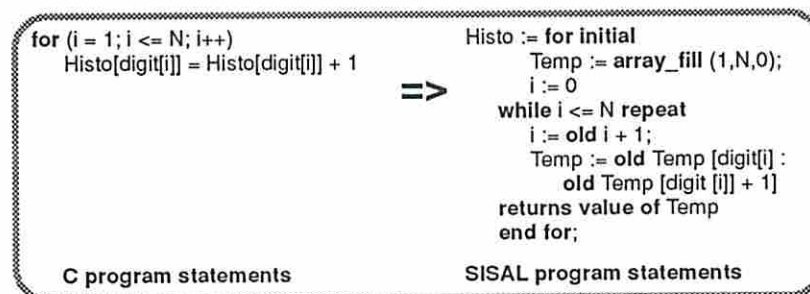 for (i = 1; i <= N; i++)
Histo[digit[i]] = Histo[digit[i]] + 1
=>
Histo := for initial
Temp := array_fill (1,N,0);
i := 0
while i <= N repeat
i := old i + 1;
Temp := old Temp [digit[i] :
old Temp [digit [i]] + 1]
returns value of Temp
end for;
C program statements
SISAL program statements